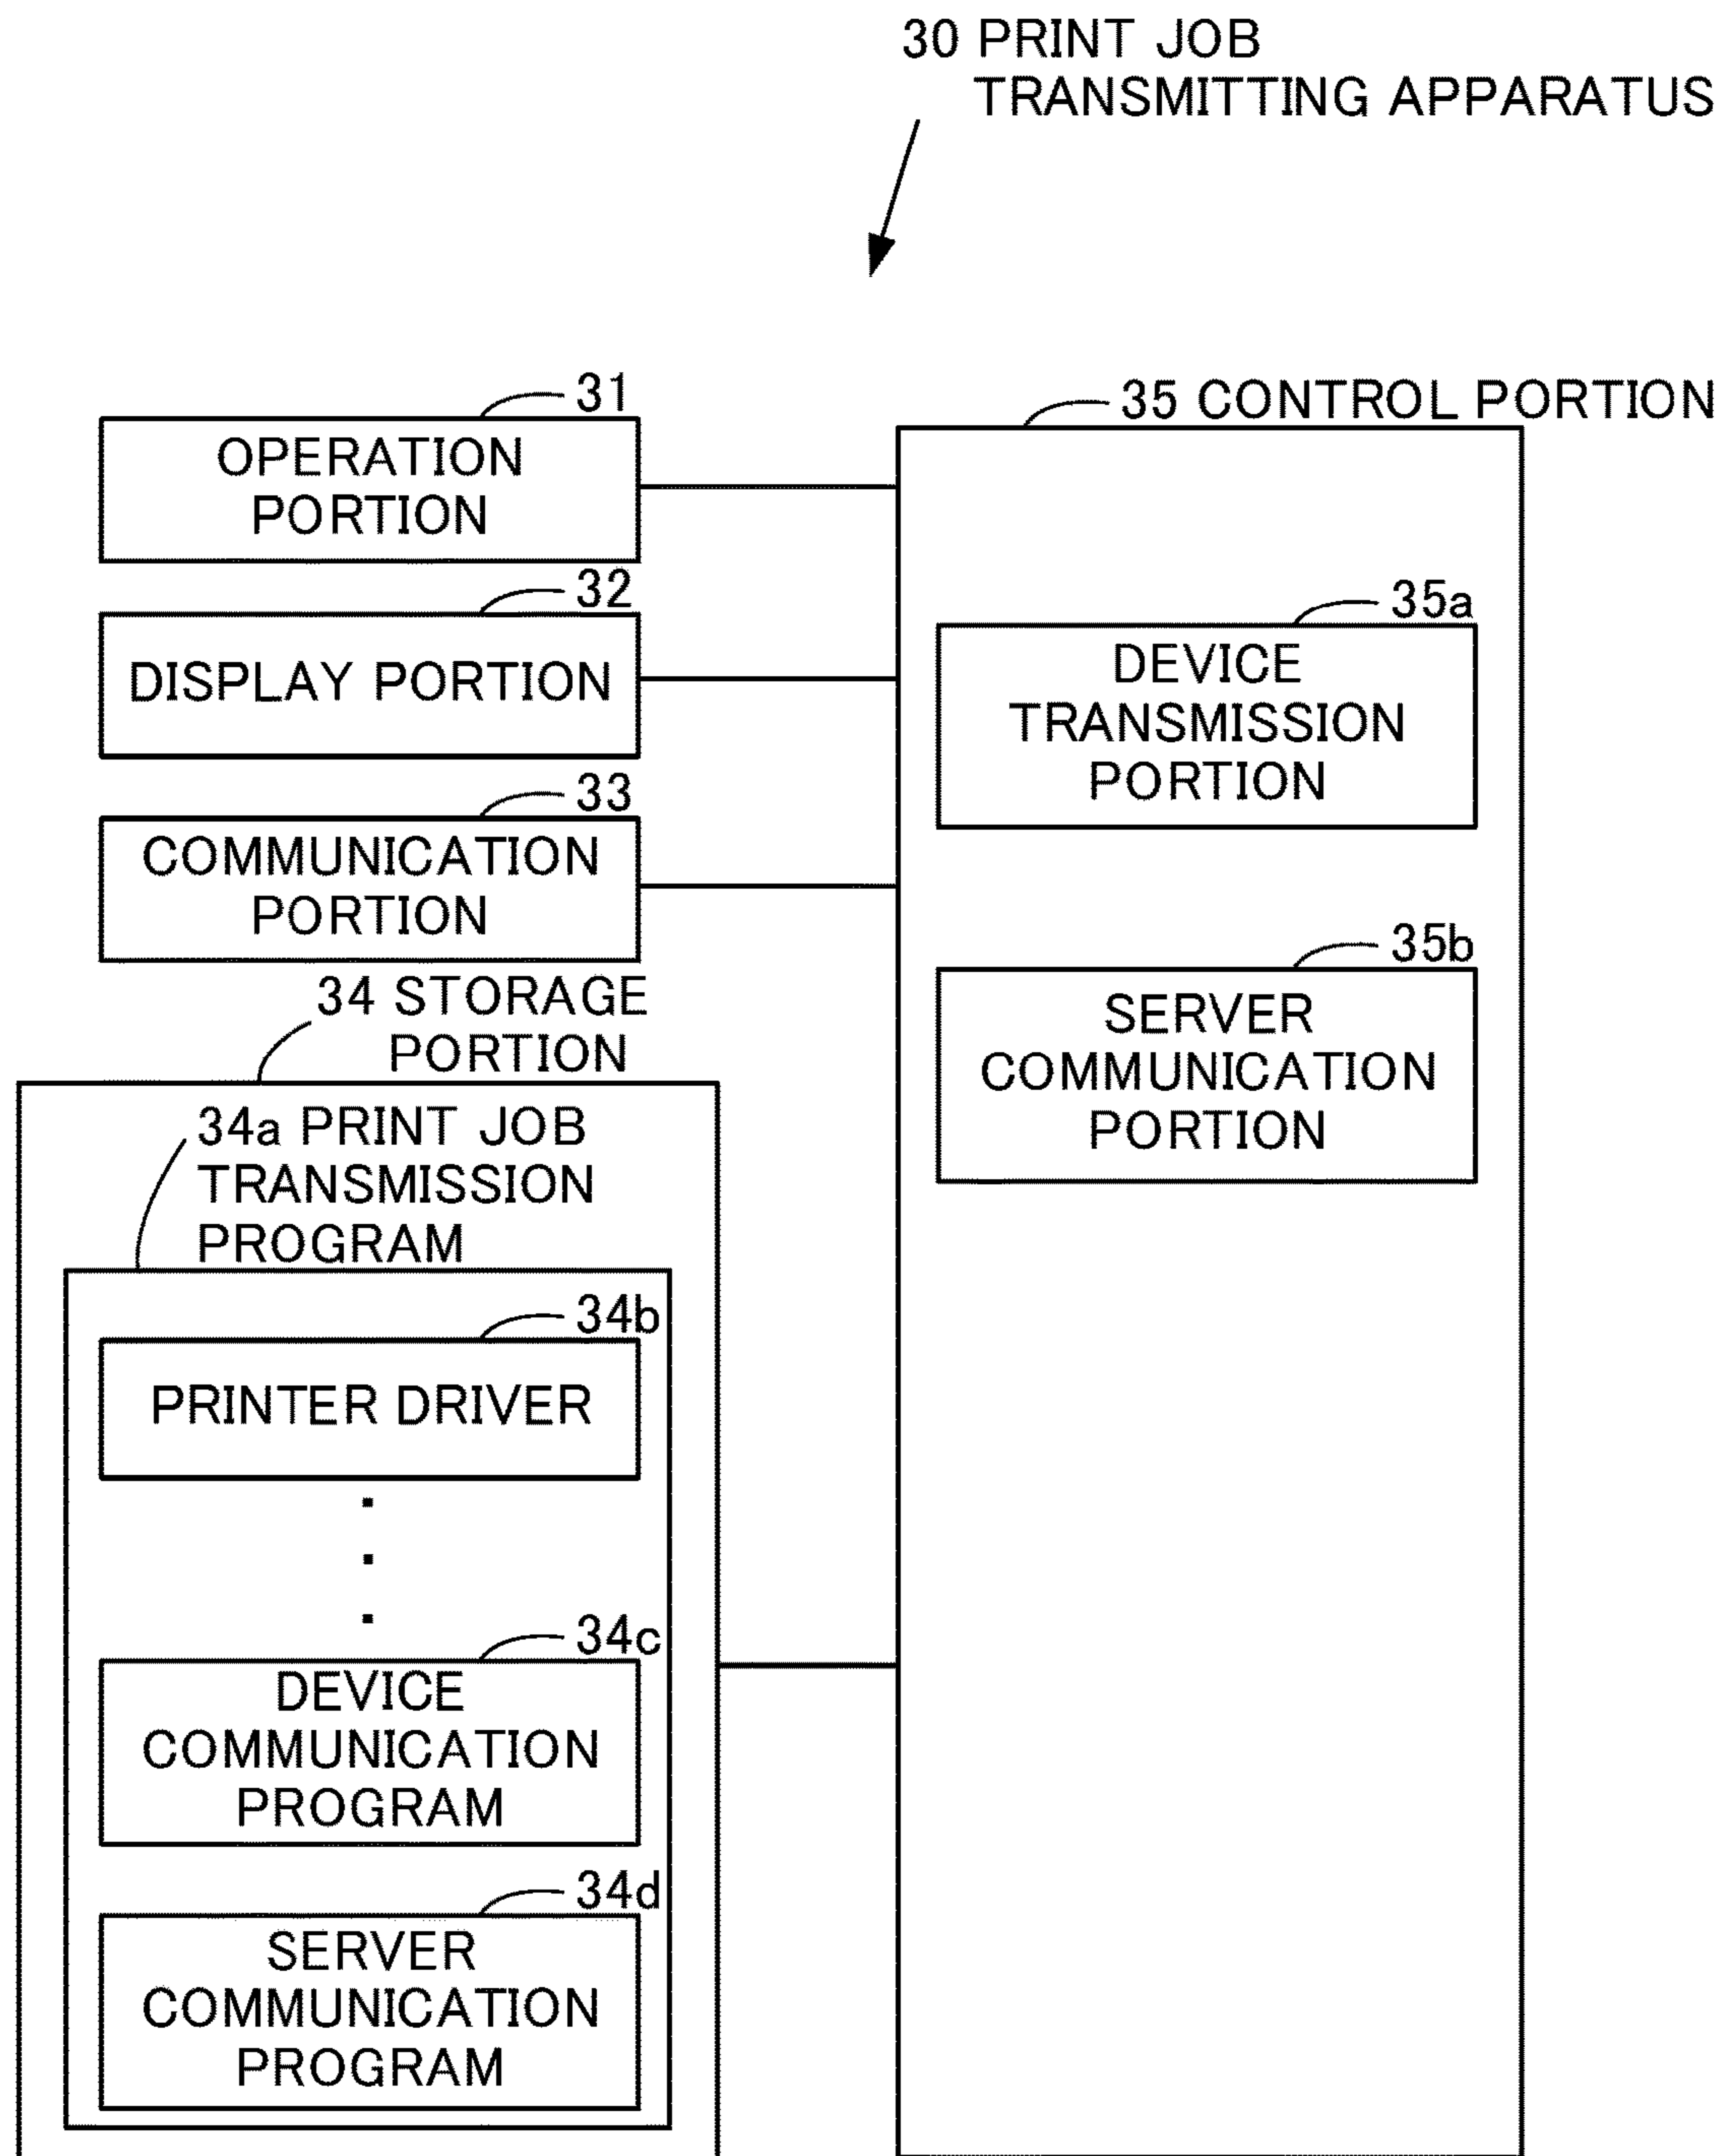 30 PRINT JOB
TRANSMITTING APPARATUS
31
OPERATION
PORTION
32
DISPLAY PORTION
33
COMMUNICATION
PORTION
34 STORAGE
PORTION
34a PRINT JOB
TRANSMISSION
PROGRAM
34b
PRINTER DRIVER
34c
DEVICE
COMMUNICATION
PROGRAM
34d
SERVER
COMMUNICATION
PROGRAM
35 CONTROL PORTION
35a
DEVICE
TRANSMISSION
PORTION
35b
SERVER
COMMUNICATION
PORTION